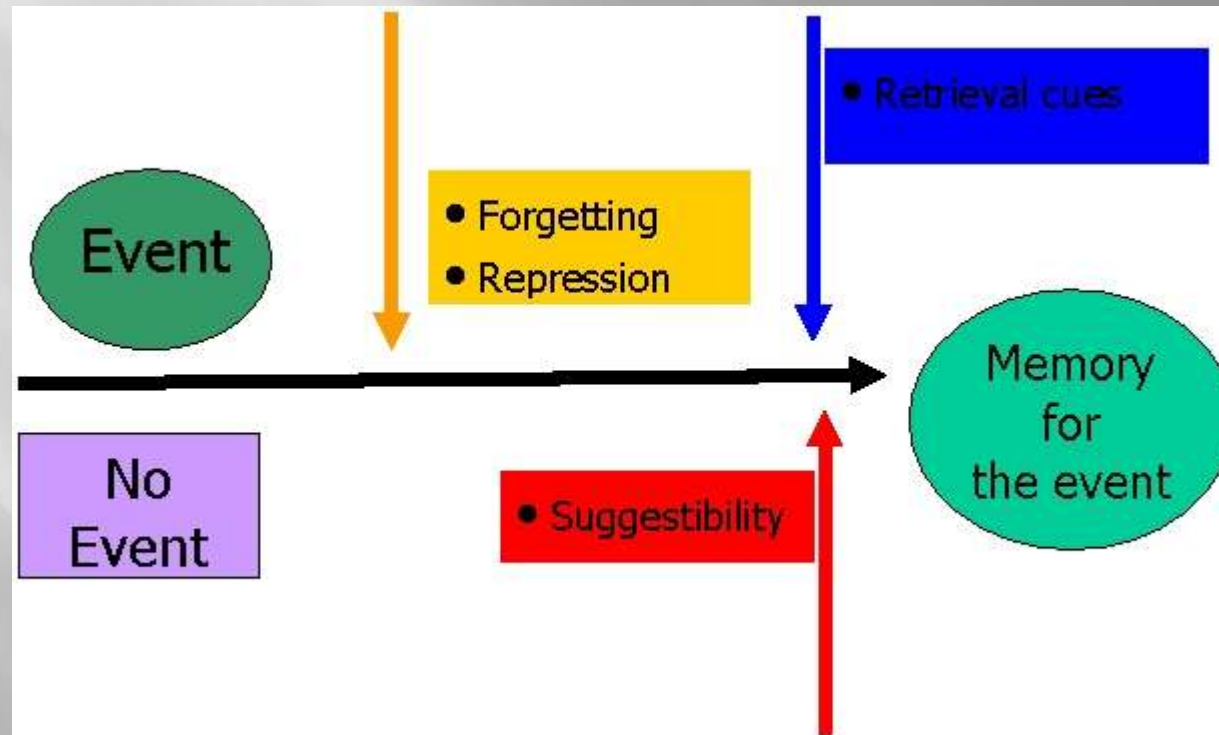 • Retrieval cues
Event
• Forgetting
• Repression
Memory
for
the event
No
Event
• Suggestibility